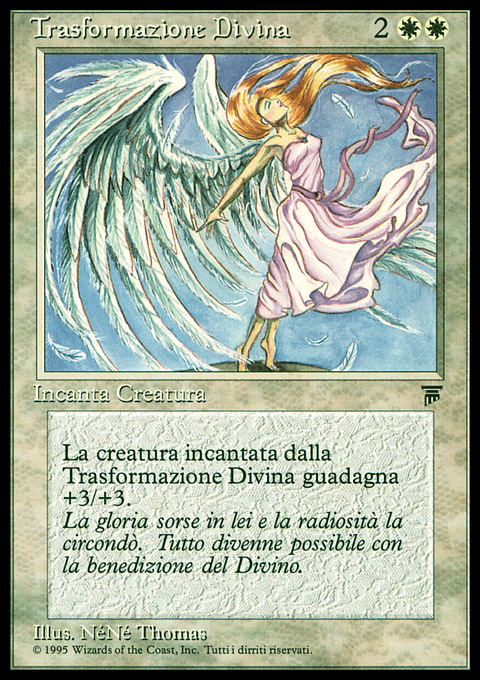 Trasformazione Divina 2
Incanta Creatura
La creatura incantata dalla
Trasformazione Divina guadagna
+3/+3.
La gloria sorse in lei e la radiosità la
circondò. Tutto divenne possibile con
la benedizione del Divino.
Illus. NéNé Thomas
© 1995 Wizards of the Coast, Inc. Tutti i dirriti riservati.